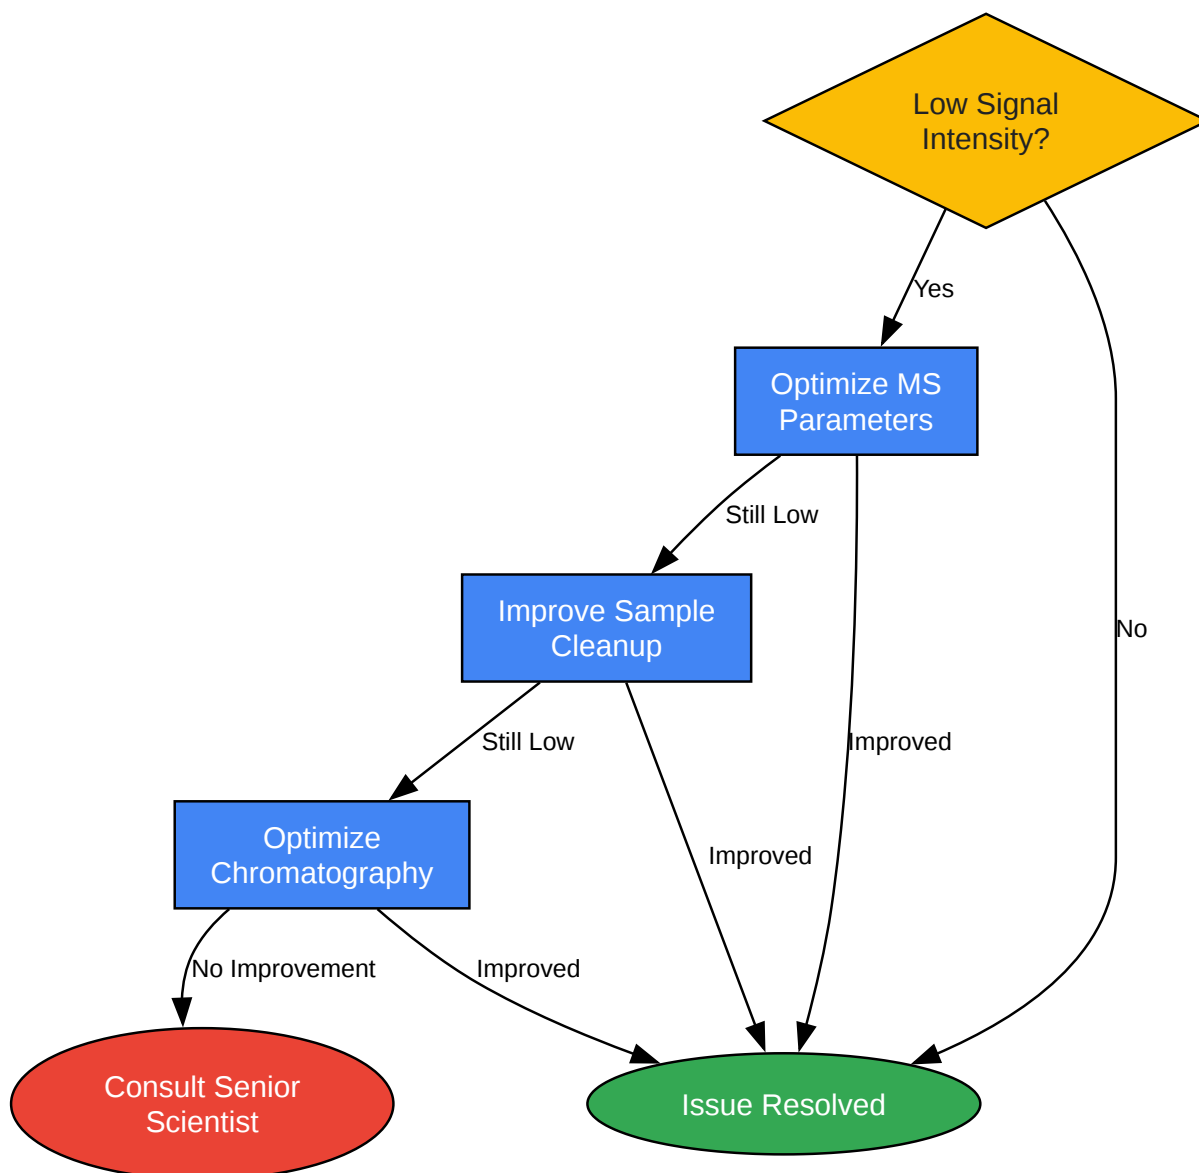 Low Signal
Intensity?
Yes
Optimize MS
Parameters
Still Low
Improve Sample
Cleanup
No
Still Low
Improved
Optimize
Chromatography
Improved
No Improvement
Improved
Consult Senior
Scientist
Issue Resolved